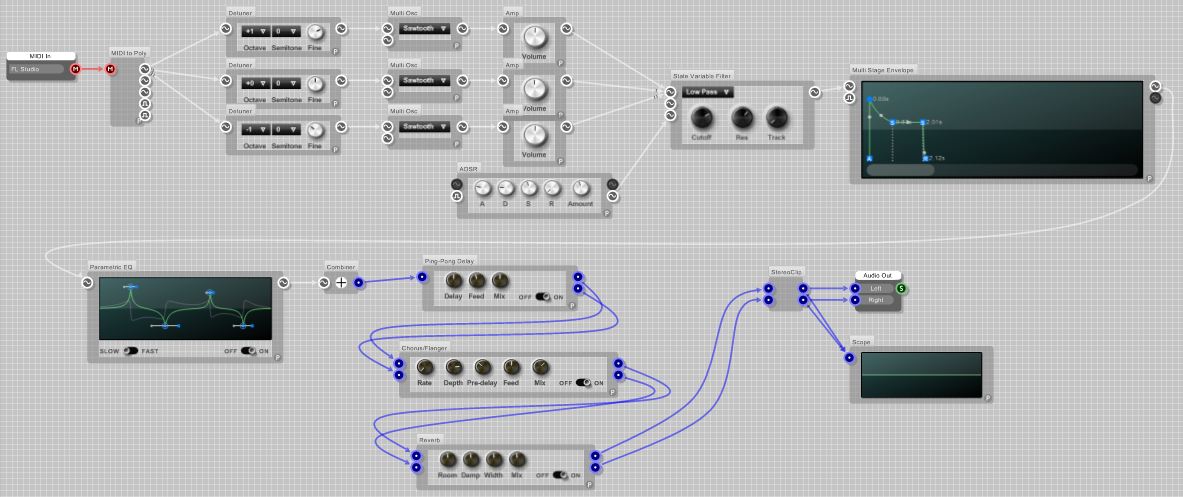 MIDI In
FL Studio
M
M
MIDI to Poly
P
Detuner
+1
0
Octave Semitone Fine
P
Multi Osc
Sawtooth
P
Amp
Volume
P
Detuner
+0
0
Octave Semitone Fine
P
Multi Osc
Sawtooth
P
Amp
Volume
P
Detuner
-1
0
Octave Semitone Fine
P
Multi Osc
Sawtooth
P
Amp
Volume
P
ADSR
A D S R Amount
P
State Variable Filter
Low Pass
Cutoff Res Track
P
Multi Stage Envelope
2.01s
2.12s
A
S
S
P
Parametric EQ
SLOW FAST OFF ON
P
Combiner
+
Ping-Pong Delay
Delay Feed Mix OFF ON
P
Chorus/Flanger
Rate Depth Pre-delay Feed Mix OFF ON
P
Reverb
Room Damp Width Mix OFF ON
P
StereoClip
Audio Out
Left
S
Right
Scope
P